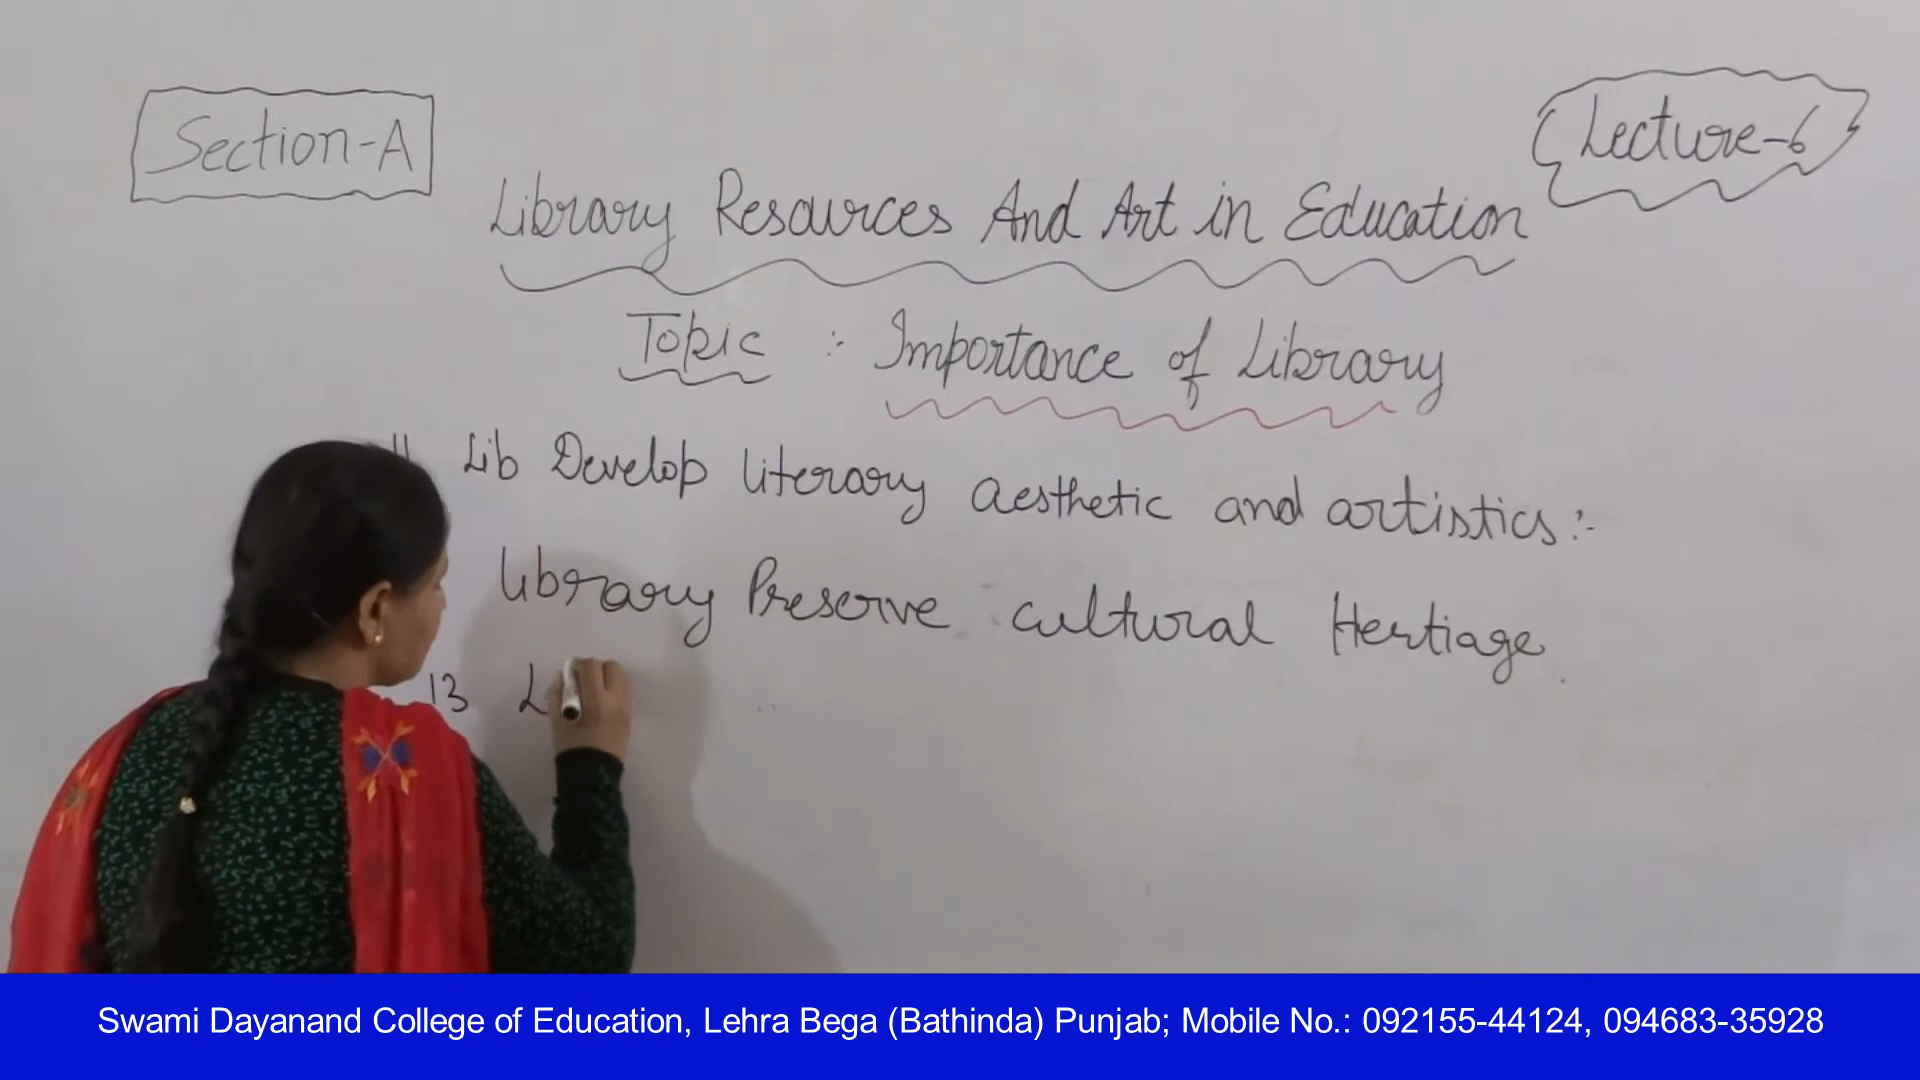 Section-A
Lecture-6
Library Resources And Art in Education
Topic :- Importance of Library
11 Lib Develop literary aesthetic and artistics:-
Library Preserve cultural Hertiage
13 L
Swami Dayanand College of Education, Lehra Bega (Bathinda) Punjab; Mobile No.: 092155-44124, 094683-35928